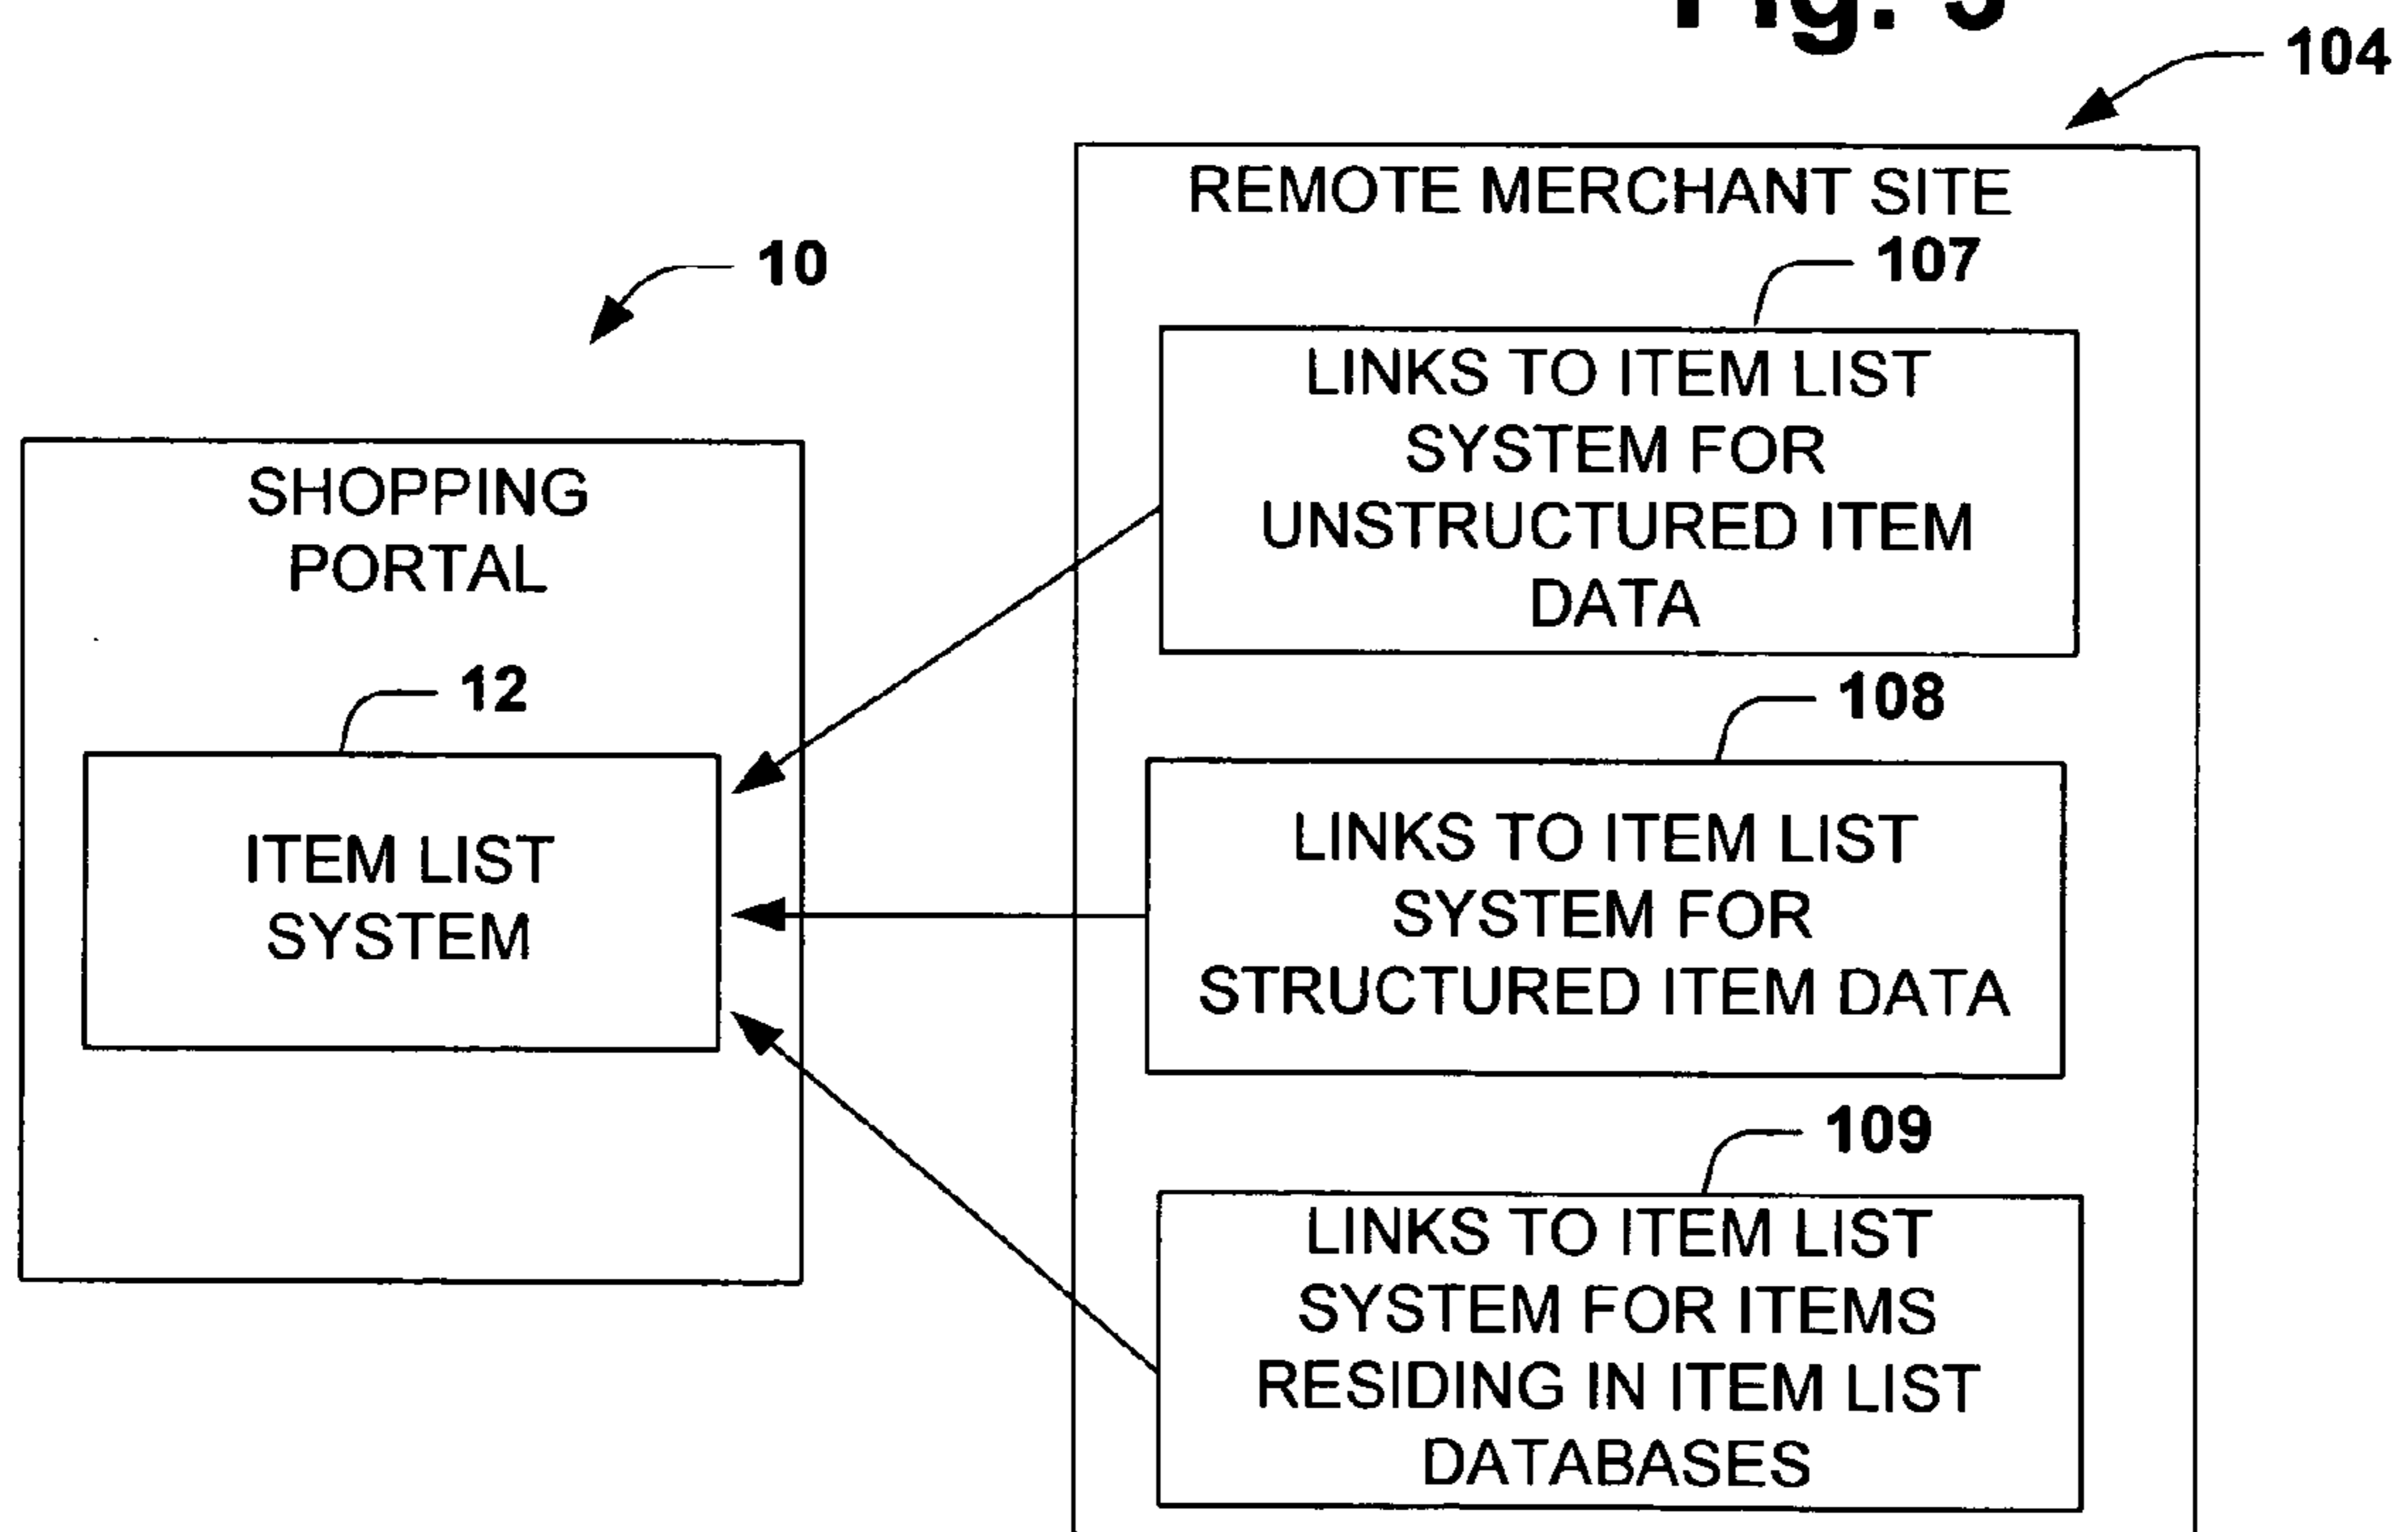 104
REMOTE MERCHANT SITE
10
107
LINKS TO ITEM LIST
SYSTEM FOR
UNSTRUCTURED ITEM
DATA
SHOPPING
PORTAL
12
ITEM LIST
SYSTEM
108
LINKS TO ITEM LIST
SYSTEM FOR
STRUCTURED ITEM DATA
109
LINKS TO ITEM LIST
SYSTEM FOR ITEMS
RESIDING IN ITEM LIST
DATABASES